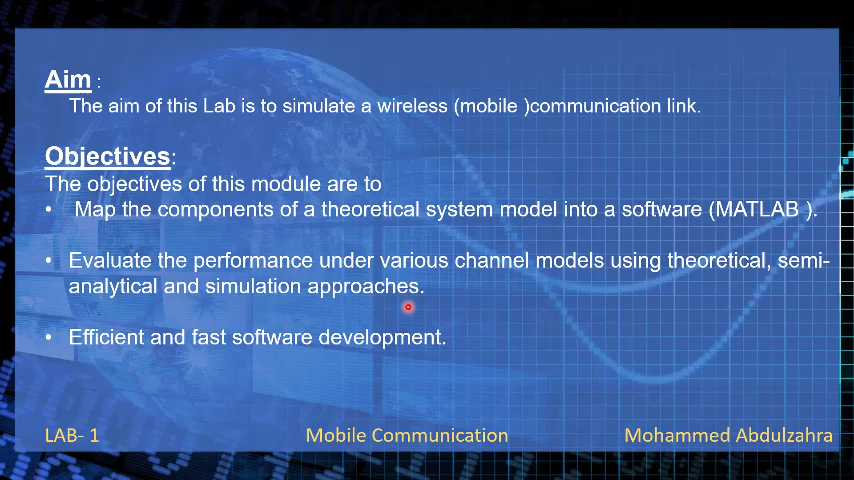 Aim :
The aim of this Lab is to simulate a wireless (mobile )communication link.
Objectives:
The objectives of this module are to
• Map the components of a theoretical system model into a software (MATLAB ).
• Evaluate the performance under various channel models using theoretical, semi-
analytical and simulation approaches.
• Efficient and fast software development.
LAB- 1 Mobile Communication Mohammed Abdulzahra